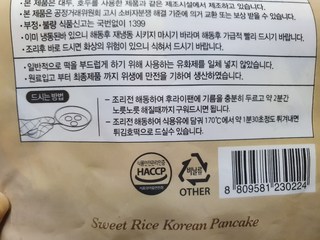 본 제품은 대두, 호두를 사용한 제품과 같은 제조시설에서 제조하고 있습니다.
· 본 제품은 공정거래위원회 고시 소비자분쟁 해결 기준에 의거 교환 또는 보상 받을 수 있습니다.
· 부정·불량 식품신고는 국번없이 1399
· 이미 냉동된바 있으니 해동후 재냉동 시키지 마시기 바라며 해동후 가급적 빨리 드시기 바랍니다.
· 조리후 바로 드시면 화상의 위험이 있으니 식혀서 드시기 바랍니다.
· 일반적으로 떡을 부드럽게 하기 위해 사용하는 유화제를 일체 넣지 않았습니다.
· 원료입고 부터 최종제품 까지 위생에 만전을 기하여 생산하였습니다.
드시는 방법
- 조리전 해동하여 후라이팬에 기름을 충분히 두르고 약 2분간
노릇노릇 해질때까지 구워드시면 됩니다.
- 조리전 해동하여 식용유에 담궈 170℃에서 약 1분30초정도 튀겨내면
튀김호떡으로 드실수 있습니다.
HACCP
비닐류
OTHER
8 809581 230224
Sweet Rice Korean Pancake